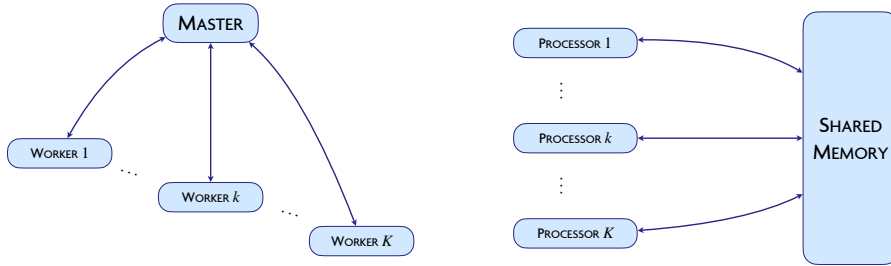 MASTER
WORKER 1
...
WORKER k
...
WORKER K
PROCESSOR 1
⋮
PROCESSOR k
⋮
PROCESSOR K
SHARED
MEMORY